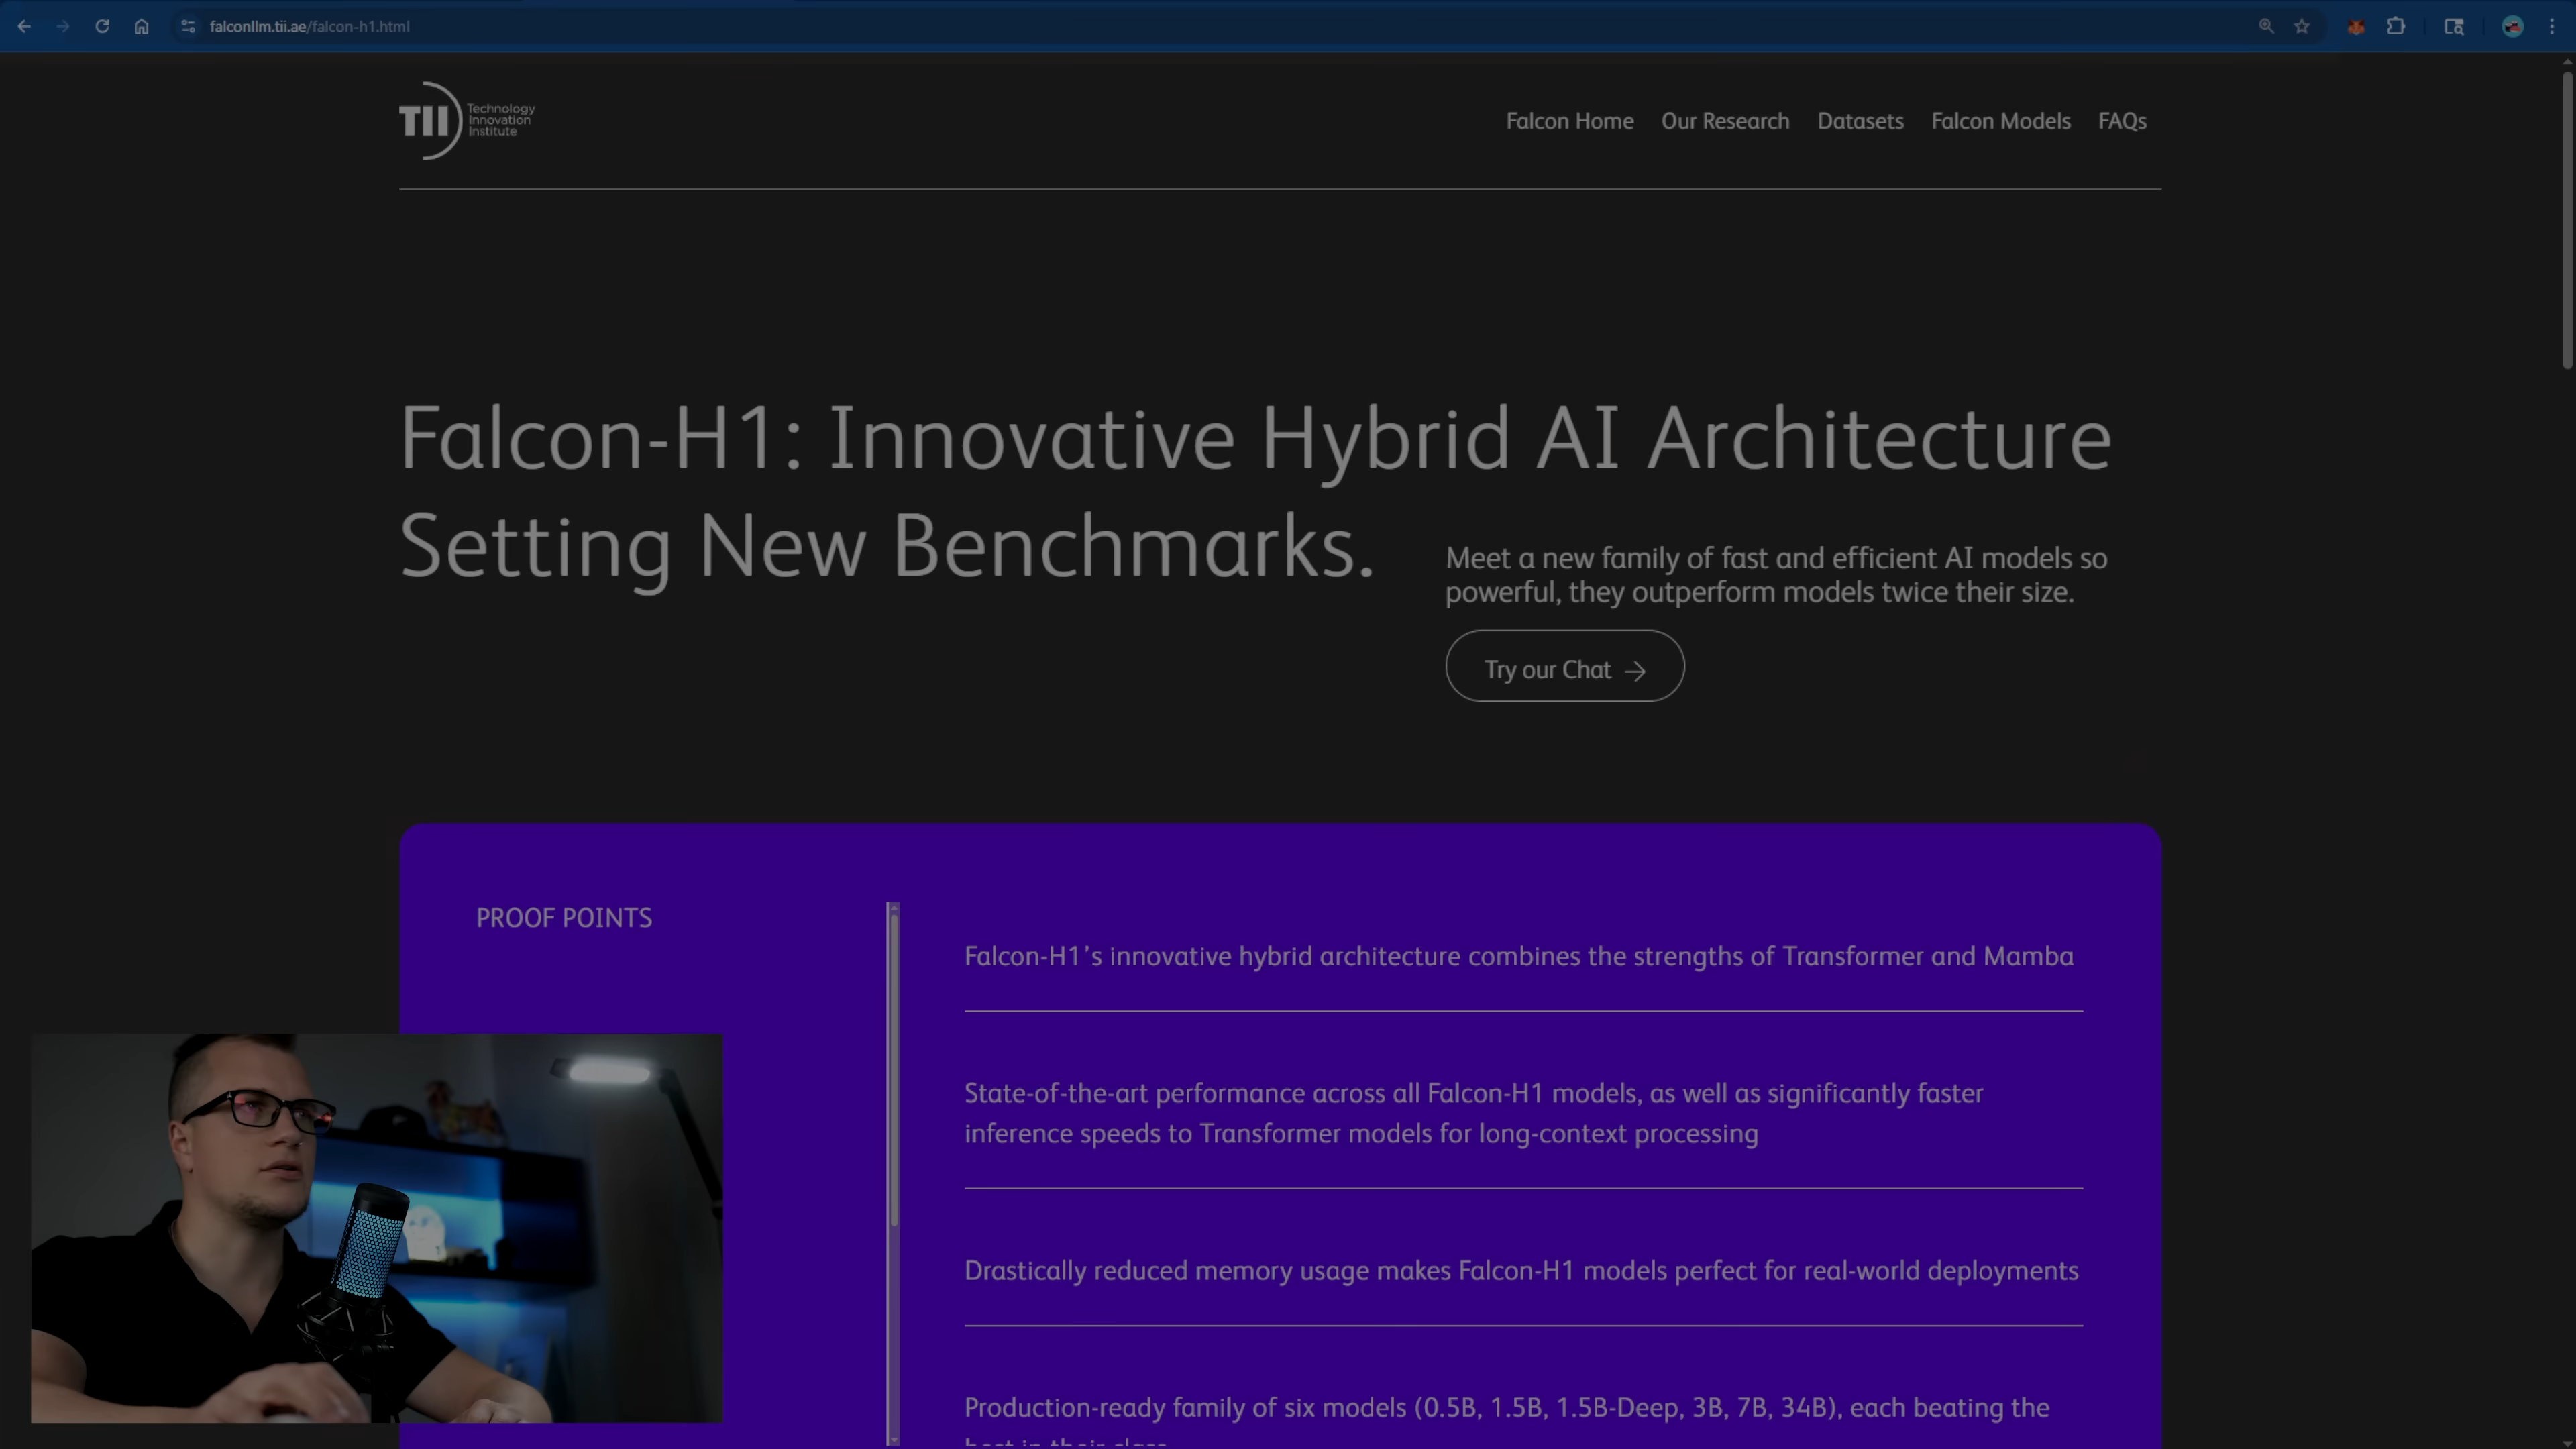 falconllm.tii.ae/falcon-h1.html
TII
Technology
Innovation
Institute
Falcon Home
Our Research
Datasets
Falcon Models
FAQs
Falcon-H1: Innovative Hybrid AI Architecture
Setting New Benchmarks.
Meet a new family of fast and efficient AI models so
powerful, they outperform models twice their size.
Try our Chat →
PROOF POINTS
Falcon-H1’s innovative hybrid architecture combines the strengths of Transformer and Mamba
State-of-the-art performance across all Falcon-H1 models, as well as significantly faster
inference speeds to Transformer models for long-context processing
Drastically reduced memory usage makes Falcon-H1 models perfect for real-world deployments
Production-ready family of six models (0.5B, 1.5B, 1.5B-Deep, 3B, 7B, 34B), each beating the
best in their class